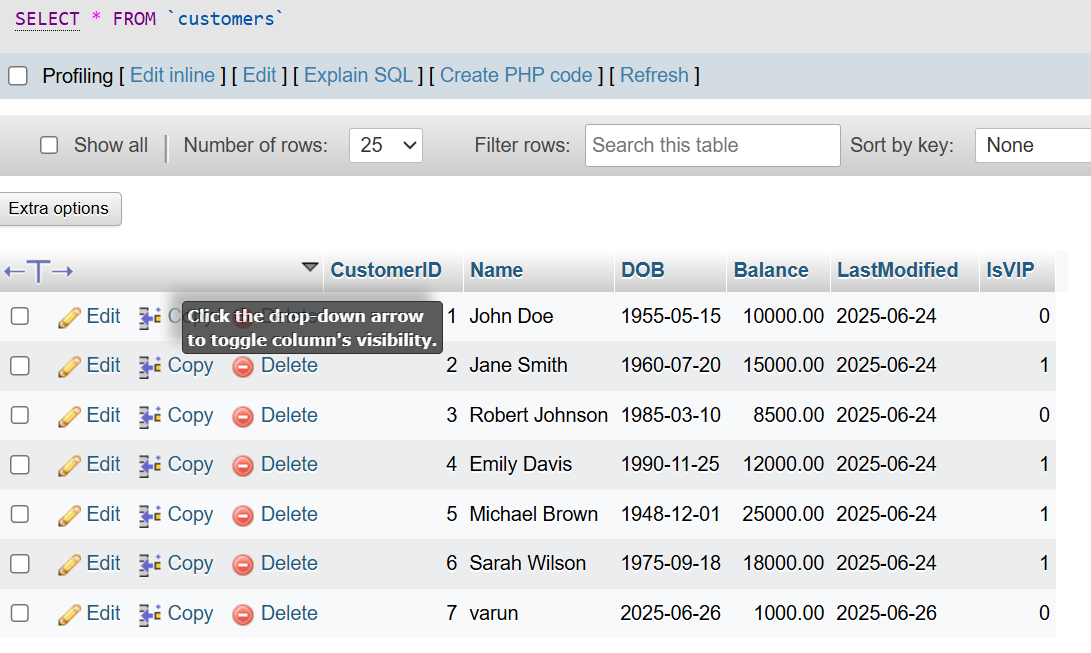 SELECT * FROM `customers`
Profiling [ Edit inline ] [ Edit ] [ Explain SQL ] [ Create PHP code ] [ Refresh ]
Show all Number of rows: 25 Filter rows: Search this table Sort by key: None
Extra options
CustomerID Name DOB Balance LastModified IsVIP
Edit Copy Delete 1 John Doe 1955-05-15 10000.00 2025-06-24 0
Click the drop-down arrow
to toggle column's visibility.
Edit Copy Delete 2 Jane Smith 1960-07-20 15000.00 2025-06-24 1
Edit Copy Delete 3 Robert Johnson 1985-03-10 8500.00 2025-06-24 0
Edit Copy Delete 4 Emily Davis 1990-11-25 12000.00 2025-06-24 1
Edit Copy Delete 5 Michael Brown 1948-12-01 25000.00 2025-06-24 1
Edit Copy Delete 6 Sarah Wilson 1975-09-18 18000.00 2025-06-24 1
Edit Copy Delete 7 varun 2025-06-26 1000.00 2025-06-26 0